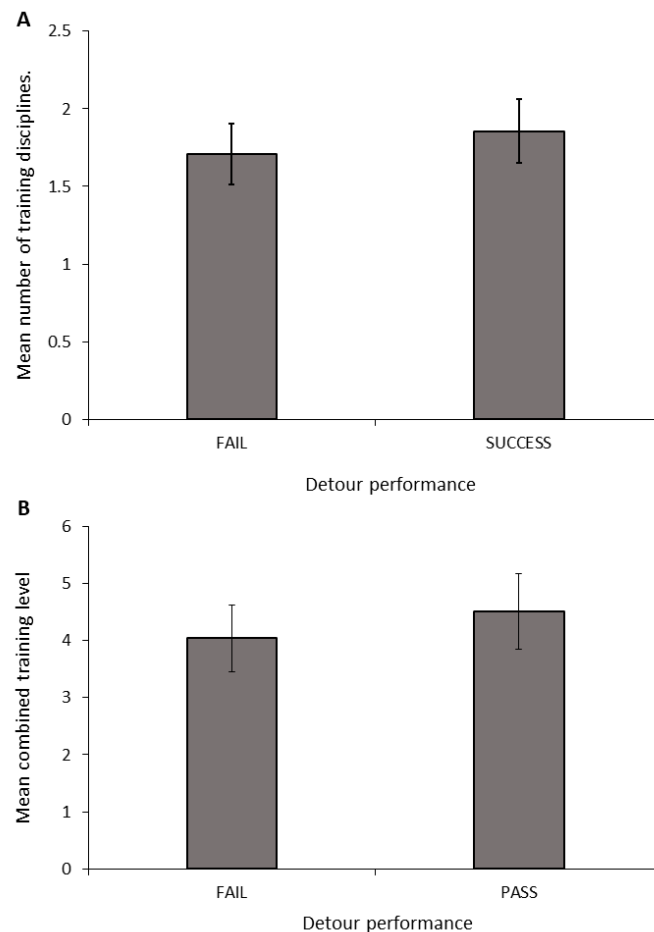 A
Mean number of training disciplines.
2.5
2
1.5
1
0.5
0
FAIL SUCCESS
Detour performance
B
Mean combined training level
6
5
4
3
2
1
0
FAIL PASS
Detour performance